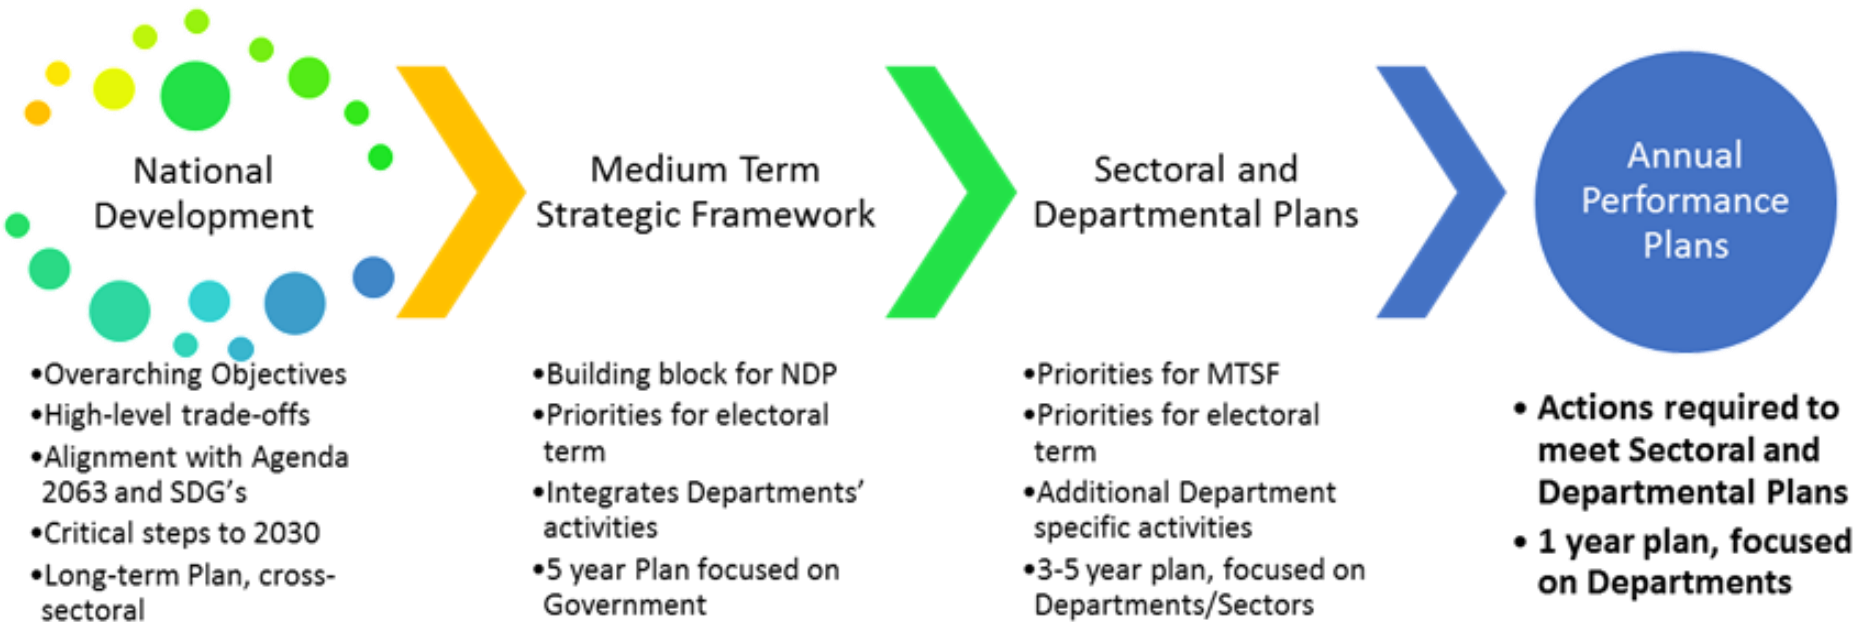 National
Development
•Overarching Objectives
•High-level trade-offs
•Alignment with Agenda
2063 and SDG's
•Critical steps to 2030
•Long-term Plan, cross-
sectoral
Medium Term
Strategic Framework
•Building block for NDP
•Priorities for electoral
term
•Integrates Departments’
activities
•5 year Plan focused on
Government
Sectoral and
Departmental Plans
•Priorities for MTSF
•Priorities for electoral
term
•Additional Department
specific activities
•3-5 year plan, focused on
Departments/Sectors
Annual
Performance
Plans
• Actions required to
meet Sectoral and
Departmental Plans
• 1 year plan, focused
on Departments